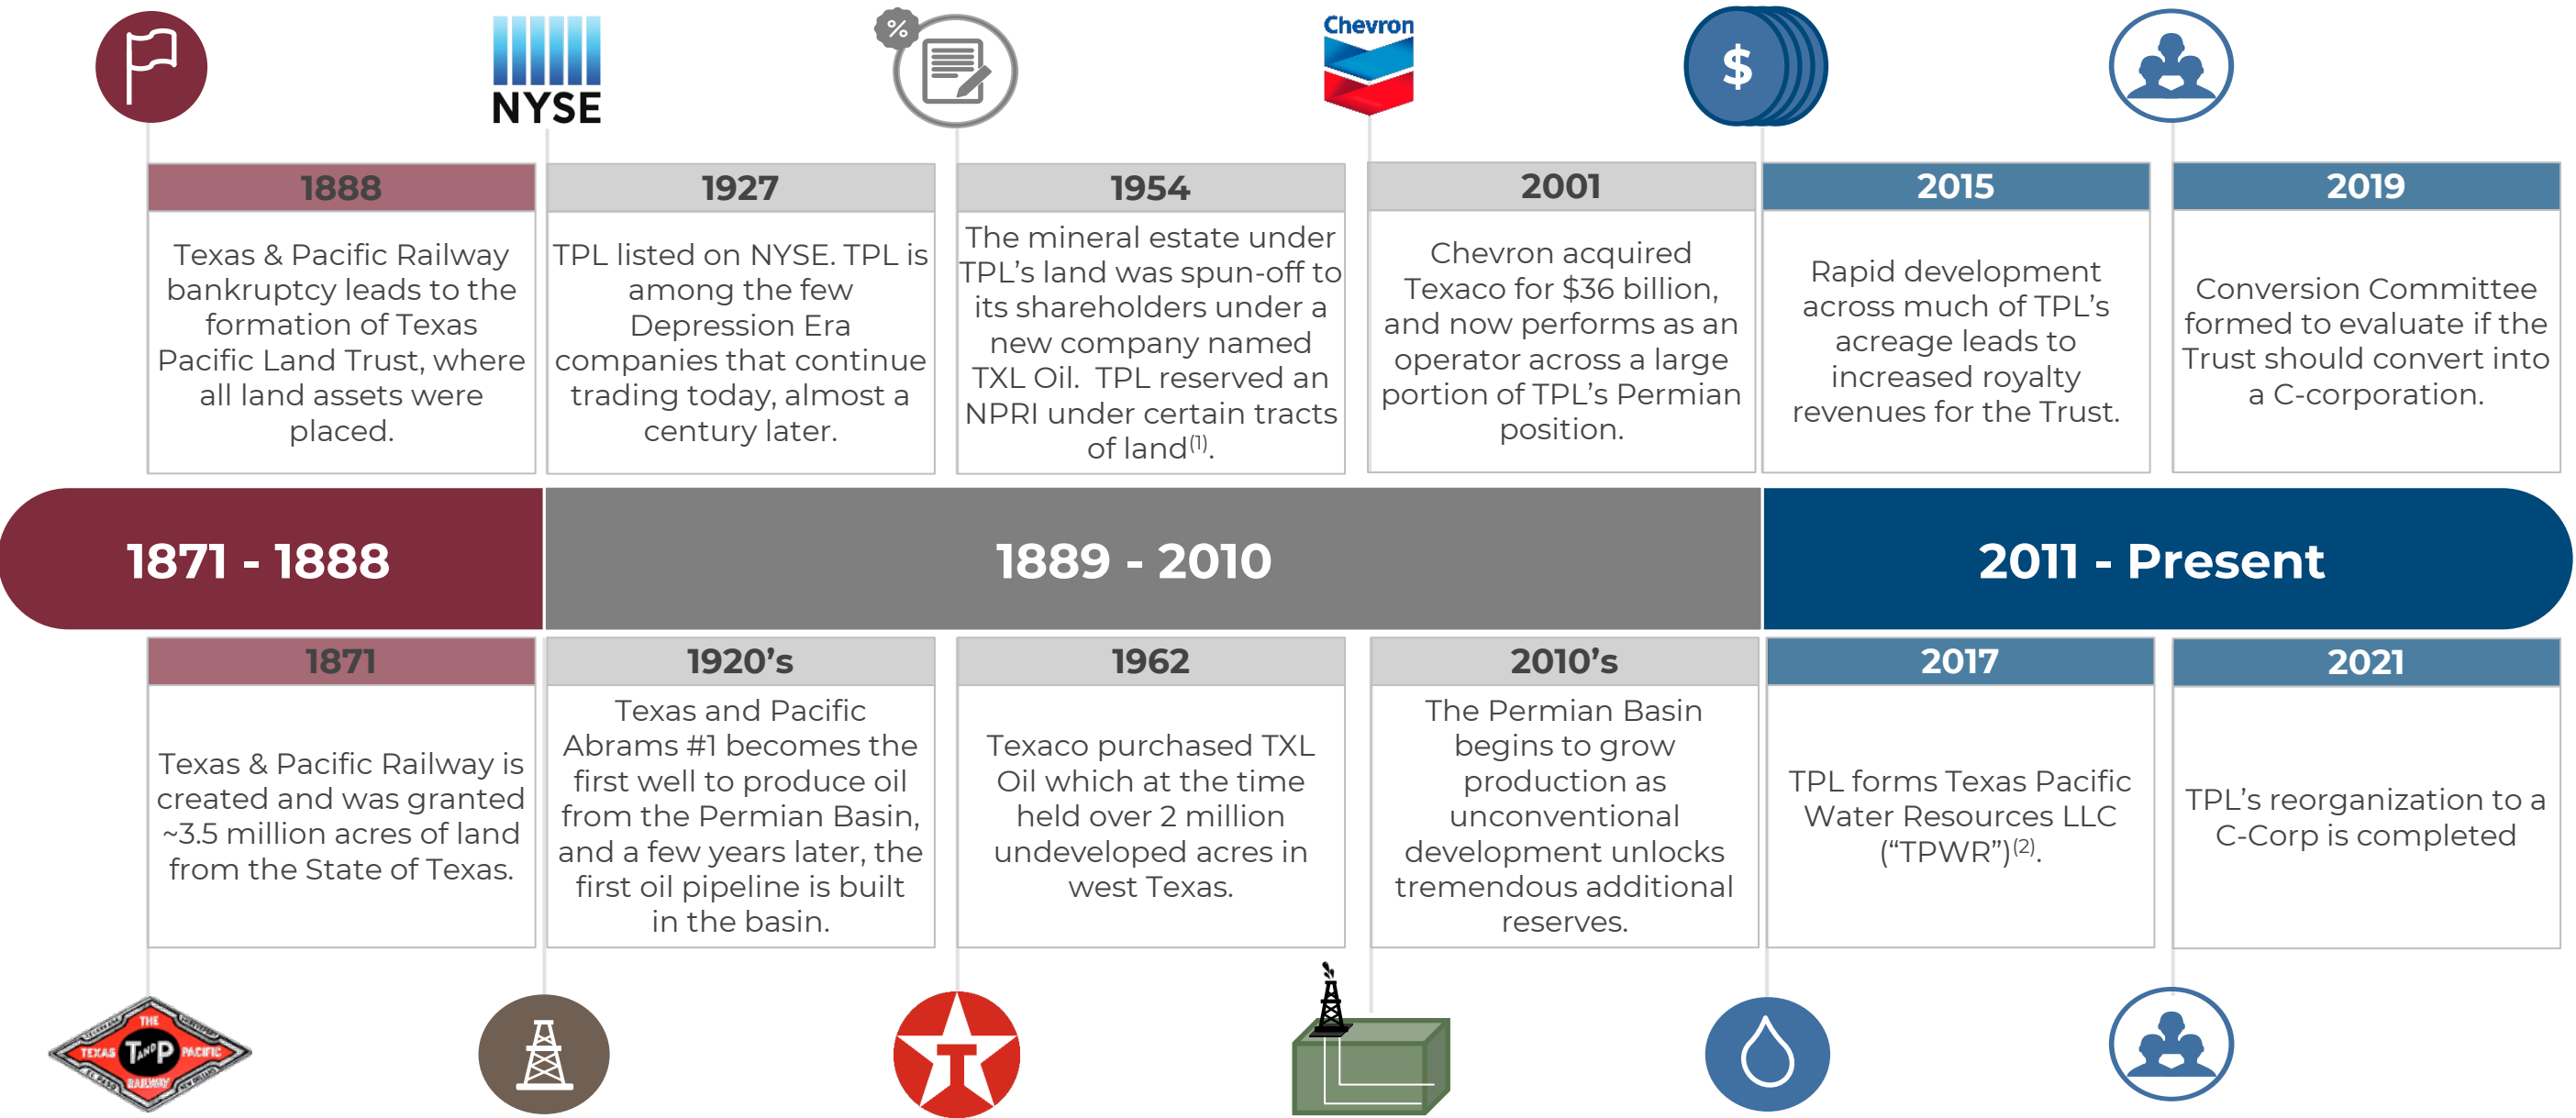 %
NYSE
Chevron
$
1888
Texas & Pacific Railway
bankruptcy leads to the
formation of Texas
Pacific Land Trust, where
all land assets were
placed.
1927
TPL listed on NYSE. TPL is
among the few
Depression Era
companies that continue
trading today, almost a
century later.
1954
The mineral estate under
TPL’s land was spun-off to
its shareholders under a
new company named
TXL Oil.  TPL reserved an
NPRI under certain tracts
of land(1).
2001
Chevron acquired
Texaco for $36 billion,
and now performs as an
operator across a large
portion of TPL’s Permian
position.
2015
Rapid development
across much of TPL’s
acreage leads to
increased royalty
revenues for the Trust.
2019
Conversion Committee
formed to evaluate if the
Trust should convert into
a C-corporation.
1871 - 1888
1889 - 2010
2011 - Present
1871
Texas & Pacific Railway is
created and was granted
~3.5 million acres of land
from the State of Texas.
1920’s
Texas and Pacific
Abrams #1 becomes the
first well to produce oil
from the Permian Basin,
and a few years later, the
first oil pipeline is built
in the basin.
1962
Texaco purchased TXL
Oil which at the time
held over 2 million
undeveloped acres in
west Texas.
2010’s
The Permian Basin
begins to grow
production as
unconventional
development unlocks
tremendous additional
reserves.
2017
TPL forms Texas Pacific
Water Resources LLC
(“TPWR”)(2).
2021
TPL’s reorganization to a
C-Corp is completed
THE
TEXAS T AND P PACIFIC
RAILWAY
EL PASO
NEW ORLEANS
T